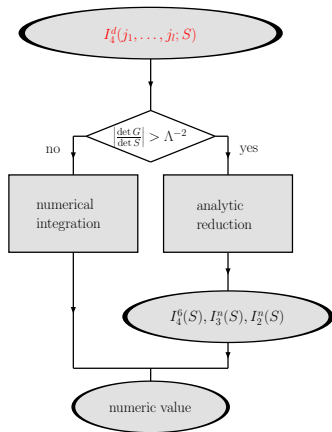 I_4^d(j_1, . . . , j_l; S)
|det G / det S| > Λ^{-2}
no
yes
numerical
integration
analytic
reduction
I_4^6(S), I_3^n(S), I_2^n(S)
numeric value